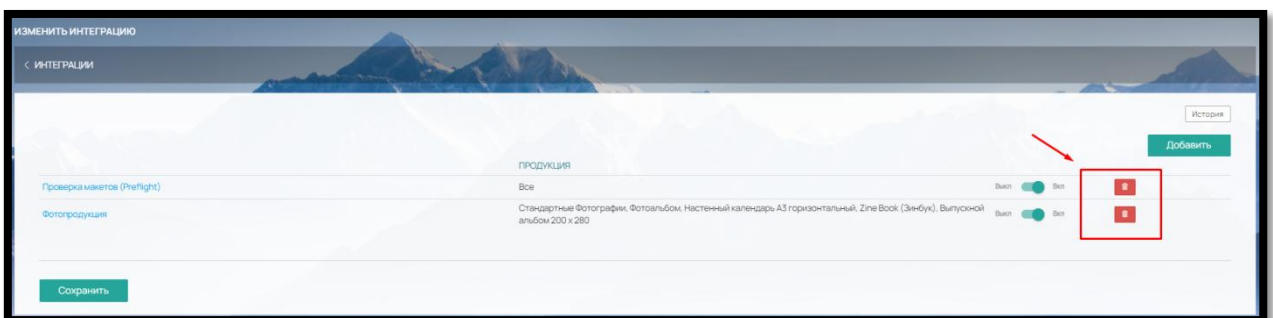 ИЗМЕНИТЬ ИНТЕГРАЦИЮ
< ИНТЕГРАЦИИ
История
Добавить
ПРОДУКЦИЯ
Проверка макетов (Preflight)
Все
Выкл
Вкл
Фотопродукция
Стандартные Фотографии, Фотоальбом, Настенный календарь А3 горизонтальный, Zine Book (Зинбук), Выпускной
альбом 200 x 280
Выкл
Вкл
Сохранить